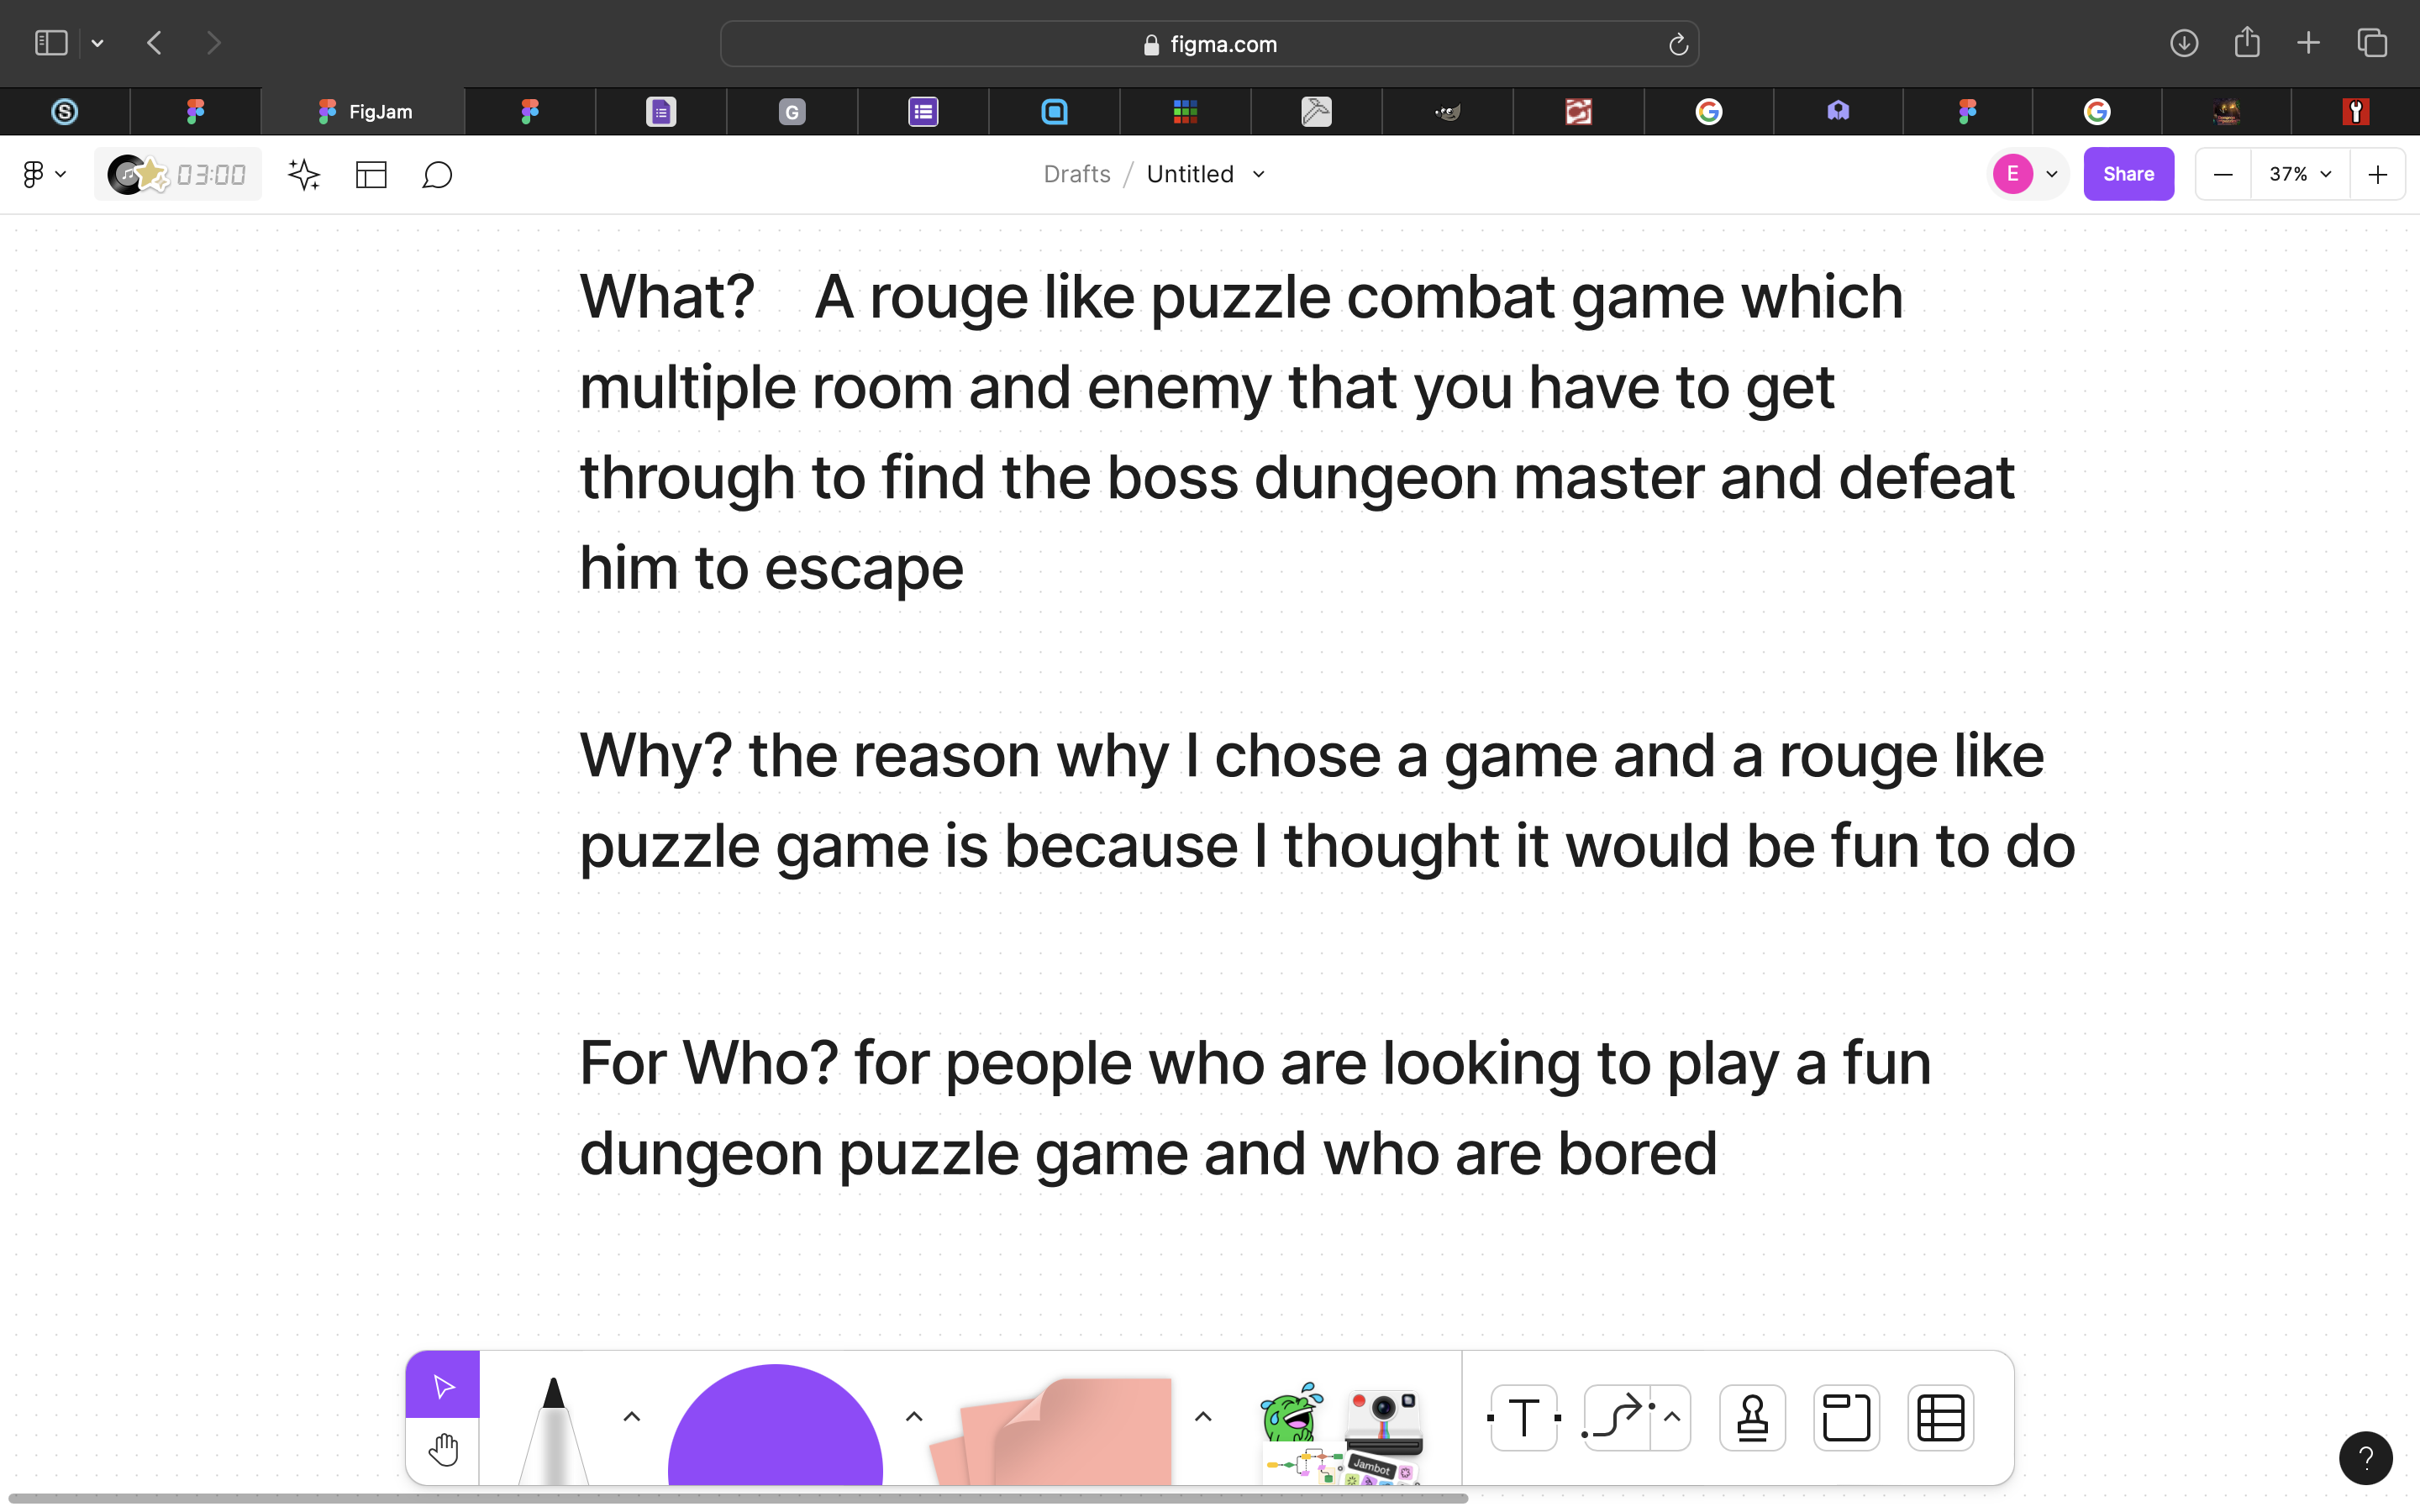 figma.com
FigJam
03:00
Drafts / Untitled
E
Share
37%
What? A rouge like puzzle combat game which
multiple room and enemy that you have to get
through to find the boss dungeon master and defeat
him to escape
Why? the reason why I chose a game and a rouge like
puzzle game is because I thought it would be fun to do
For Who? for people who are looking to play a fun
dungeon puzzle game and who are bored
T
Jambot
?